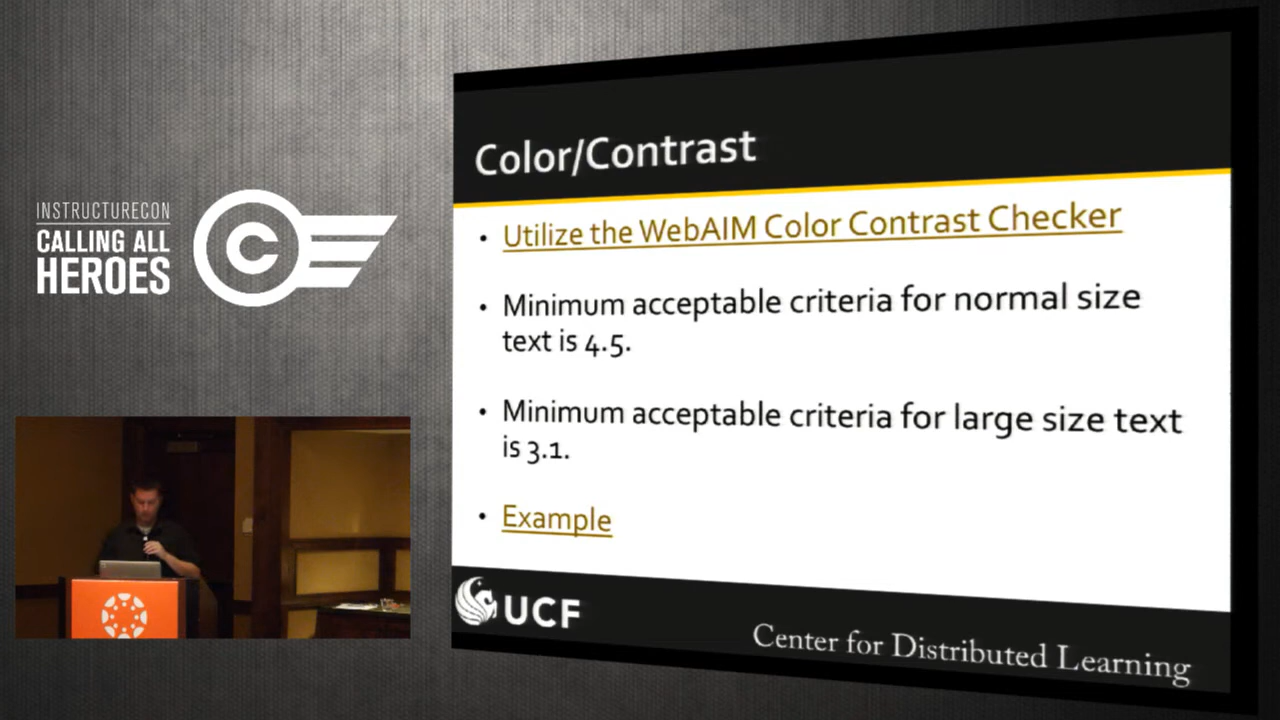 INSTRUCTURECON
CALLING ALL
HEROES
C
Color/Contrast
• Utilize the WebAIM Color Contrast Checker
• Minimum acceptable criteria for normal size
text is 4.5.
• Minimum acceptable criteria for large size text
is 3.1.
• Example
UCF
Center for Distributed Learning